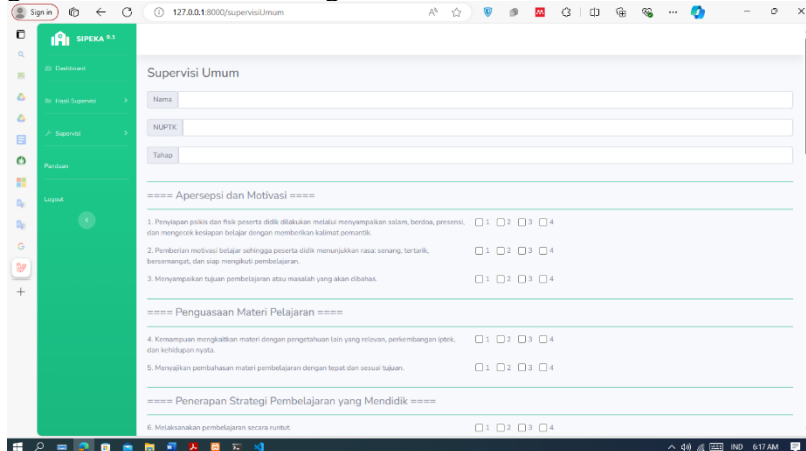 Sign in
127.0.0.1:8000/supervisiUmum
SIPEKA 0.1
Dashboard
Hasil Supervisi
Supervisi
Panduan
Logout
Supervisi Umum
Nama
NUPTK
Tahap
==== Apersepsi dan Motivasi ====
1. Penyiapan psikis dan fisik peserta didik dilakukan melalui menyampaikan salam, berdoa, presensi, 1 2 3 4
dan mengecek kesiapan belajar dengan memberikan kalimat pemantik.
2. Pemberian motivasi belajar sehingga peserta didik menunjukkan rasa: senang, tertarik, 1 2 3 4
bersemangat, dan siap mengikuti pembelajaran.
3. Menyampaikan tujuan pembelajaran atau masalah yang akan dibahas. 1 2 3 4
==== Penguasaan Materi Pelajaran ====
4. Kemampuan mengkaitkan materi dengan pengetahuan lain yang relevan, perkembangan iptek, 1 2 3 4
dan kehidupan nyata.
5. Menyajikan pembahasan materi pembelajaran dengan tepat dan sesuai tujuan. 1 2 3 4
==== Penerapan Strategi Pembelajaran yang Mendidik ====
6. Melaksanakan pembelajaran secara runtut. 1 2 3 4
IND 6:17 AM